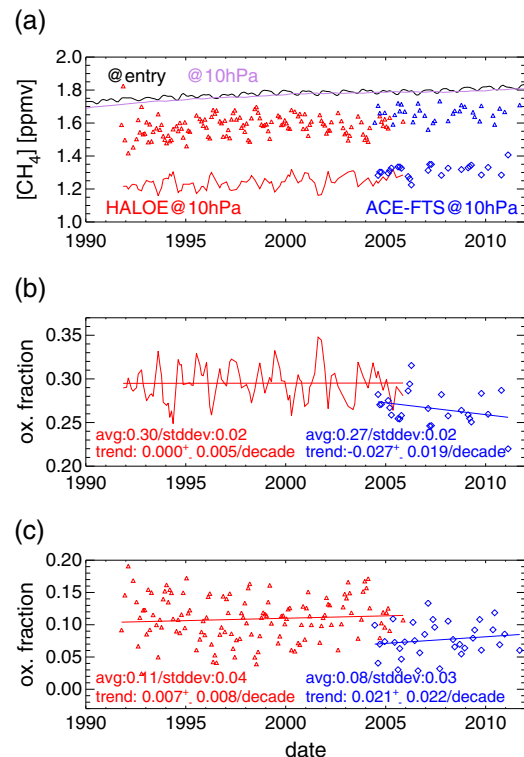 (a)
2.0
@entry @10hPa
1.8
1.6
1.4
1.2
HALOE@10hPa ACE-FTS@10hPa
1.0
[CH4] [ppmv]
1990 1995 2000 2005 2010
(b)
0.35
0.30
0.25
0.20
ox. fraction
avg:0.30/stddev:0.02 avg:0.27/stddev:0.02
trend: 0.000+- 0.005/decade trend:-0.027+- 0.019/decade
1990 1995 2000 2005 2010
(c)
0.20
0.15
0.10
0.05
0.00
ox. fraction
avg:0.11/stddev:0.04 avg:0.08/stddev:0.03
trend: 0.007+- 0.008/decade trend: 0.021+- 0.022/decade
1990 1995 2000 2005 2010
date